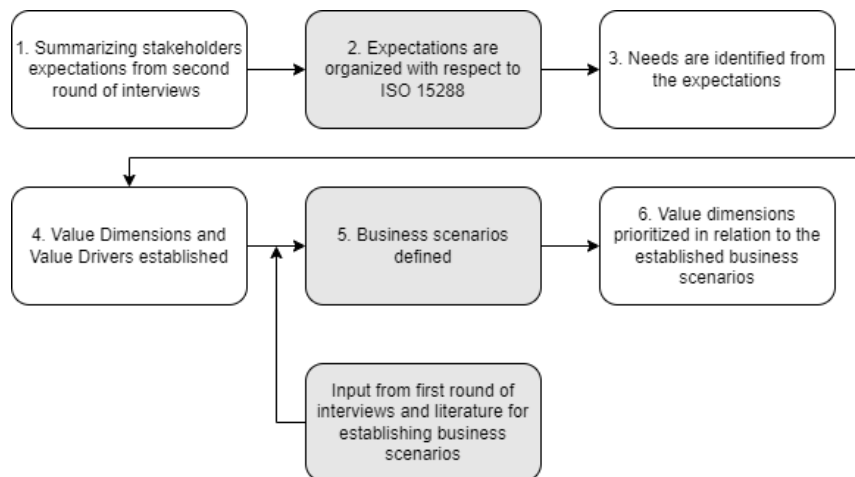 1. Summarizing stakeholders
expectations from second
round of interviews
2. Expectations are
organized with respect to
ISO 15288
3. Needs are identified from
the expectations
4. Value Dimensions and
Value Drivers established
5. Business scenarios
defined
6. Value dimensions
prioritized in relation to the
established business
scenarios
Input from first round of
interviews and literature for
establishing business
scenarios